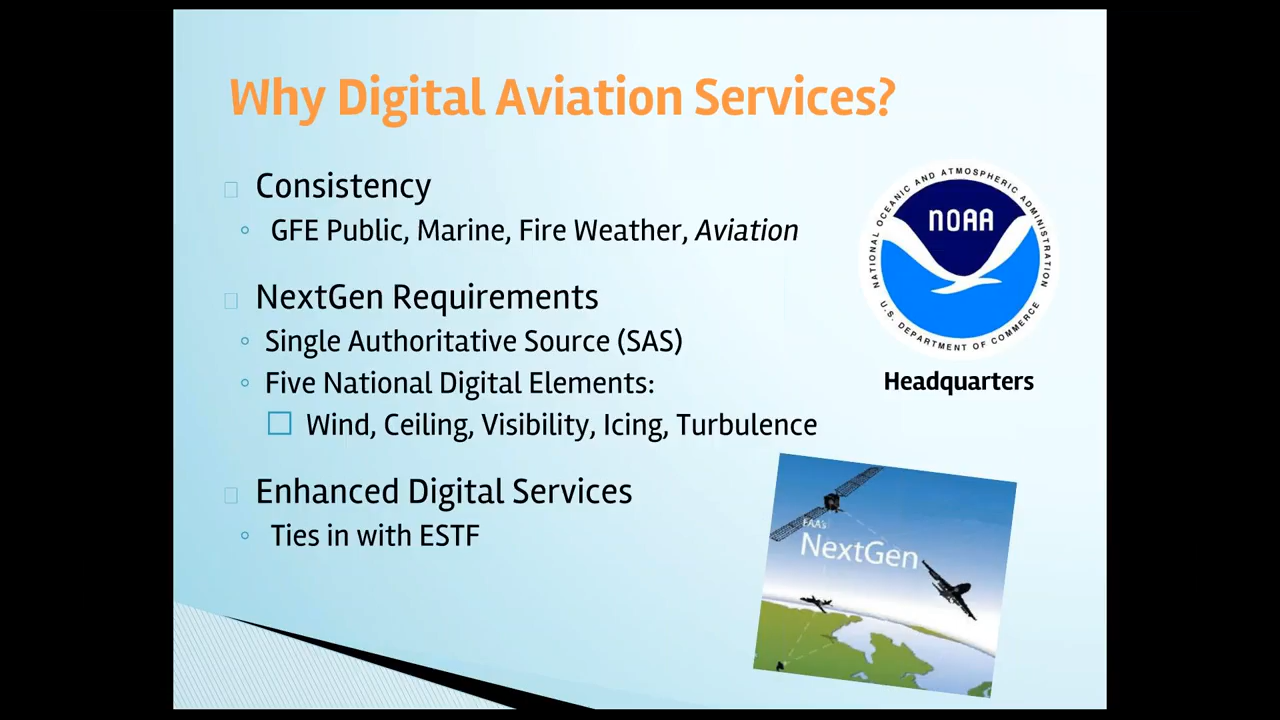 Why Digital Aviation Services?
Consistency
GFE Public, Marine, Fire Weather, Aviation
NextGen Requirements
Single Authoritative Source (SAS)
Five National Digital Elements:
Wind, Ceiling, Visibility, Icing, Turbulence
Enhanced Digital Services
Ties in with ESTF
NATIONAL OCEANIC AND ATMOSPHERIC ADMINISTRATION
NOAA
U.S. DEPARTMENT OF COMMERCE
Headquarters
FAA's
NextGen